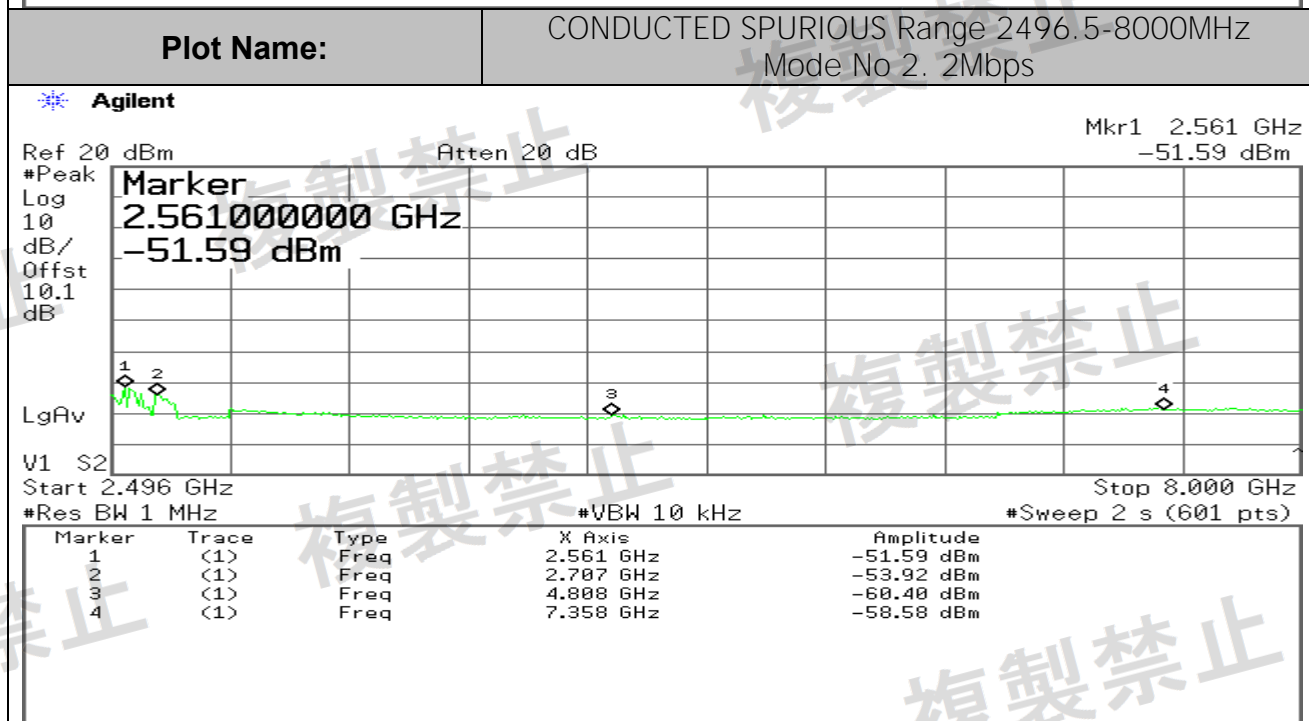 Plot Name:
CONDUCTED SPURIOUS Range 2496.5-8000MHz
Mode No 2. 2Mbps
Agilent
Mkr1 2.561 GHz
Ref 20 dBm Atten 20 dB -51.59 dBm
#Peak
Log
10
dB/
Offst
10.1
dB
Marker
2.561000000 GHz
-51.59 dBm
1 2 3 4
LgAv
V1 S2
Start 2.496 GHz Stop 8.000 GHz
#Res BW 1 MHz #VBW 10 kHz #Sweep 2 s (601 pts)
Marker Trace Type X Axis Amplitude
1 (1) Freq 2.561 GHz -51.59 dBm
2 (1) Freq 2.707 GHz -53.92 dBm
3 (1) Freq 4.808 GHz -60.40 dBm
4 (1) Freq 7.358 GHz -58.58 dBm
複製禁止
複製禁止
複製禁止
複製禁止
複製禁止
止
禁止